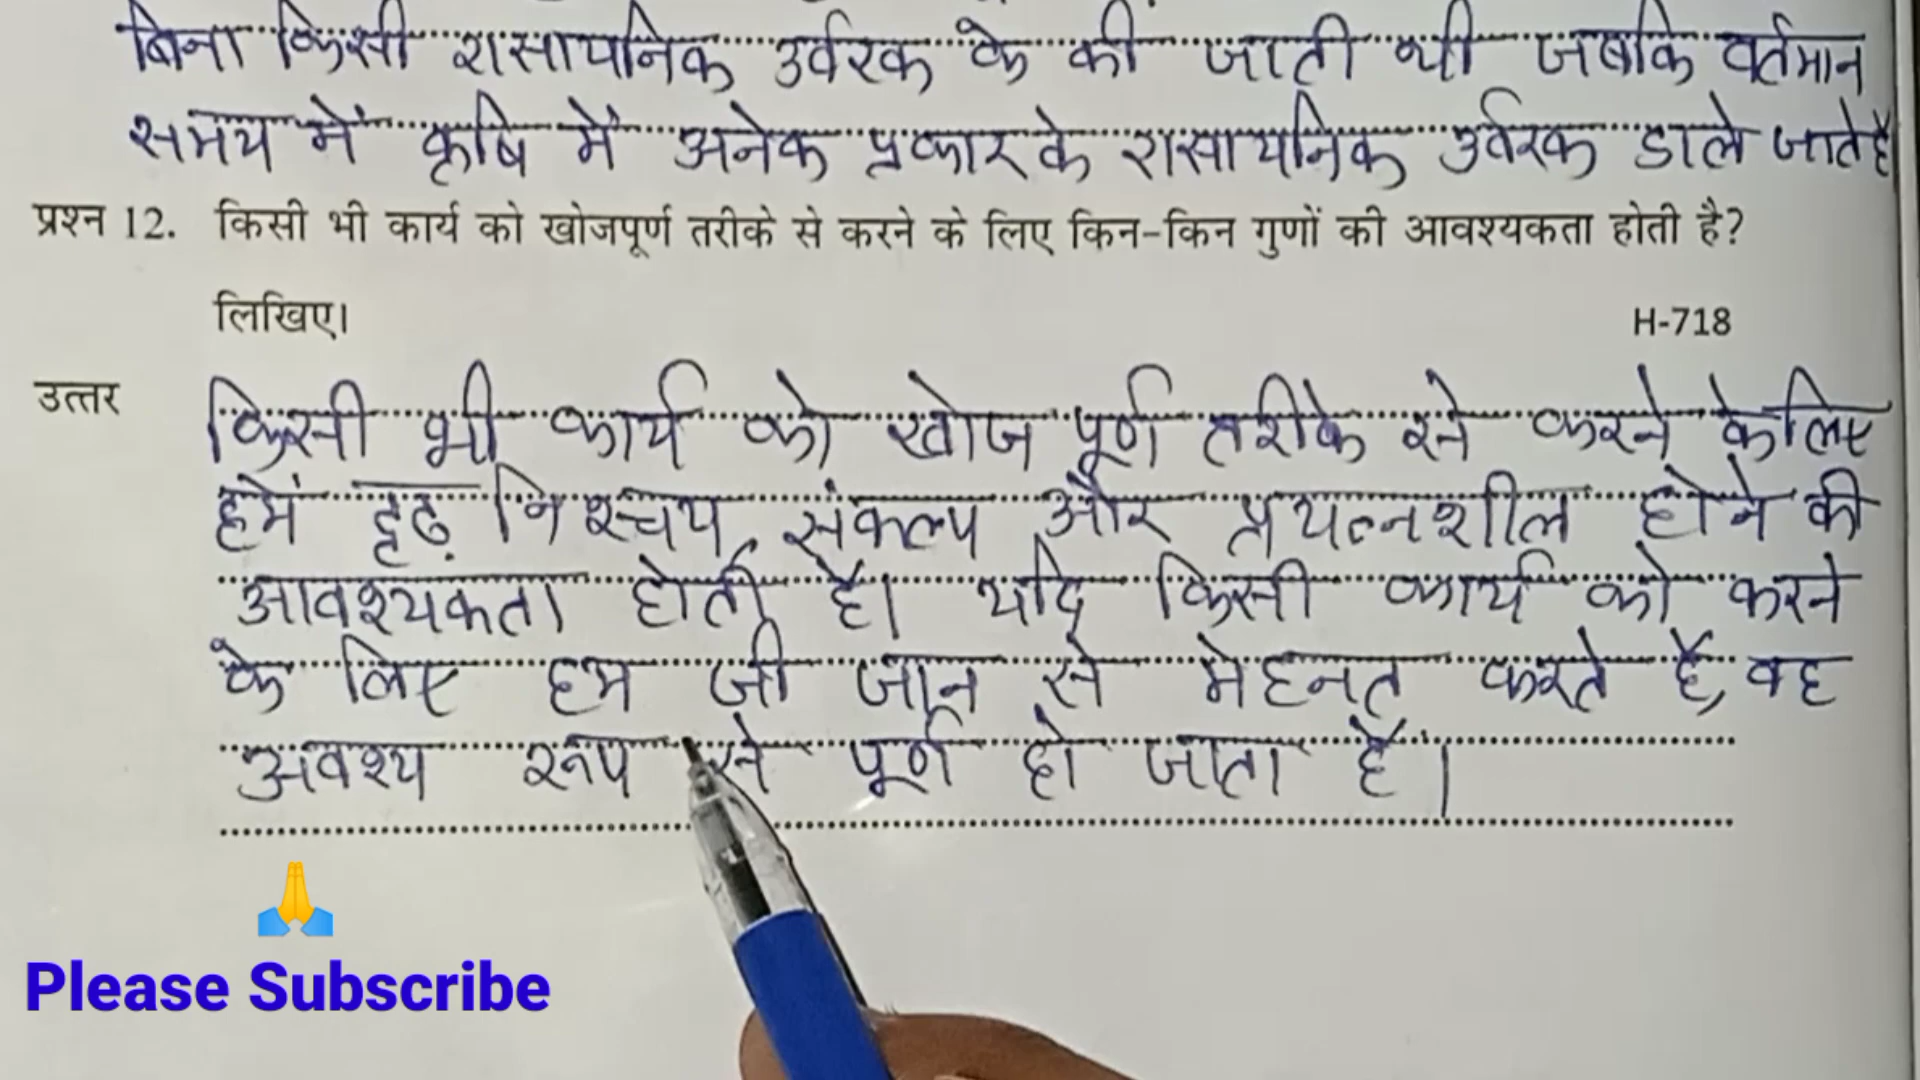 बिना किसी रासायनिक उर्वरक के की जाती थी जबकि वर्तमान
समय में कृषि में अनेक प्रकार के रासायनिक उर्वरक डाले जाते है
प्रश्न 12. किसी भी कार्य को खोजपूर्ण तरीके से करने के लिए किन-किन गुणों की आवश्यकता होती है?
लिखिए। H-718
उत्तर किसी भी कार्य को खोज पूर्ण तरीके से करने के लिए
हमें दृढ़ निश्चय, संकल्प और प्रयत्नशील होने की
आवश्यकता होती है। यदि किसी कार्य को करने
के लिए हम जी जान से मेहनत करते हैं, वह
अवश्य रूप से पूर्ण हो जाता है।
Please Subscribe